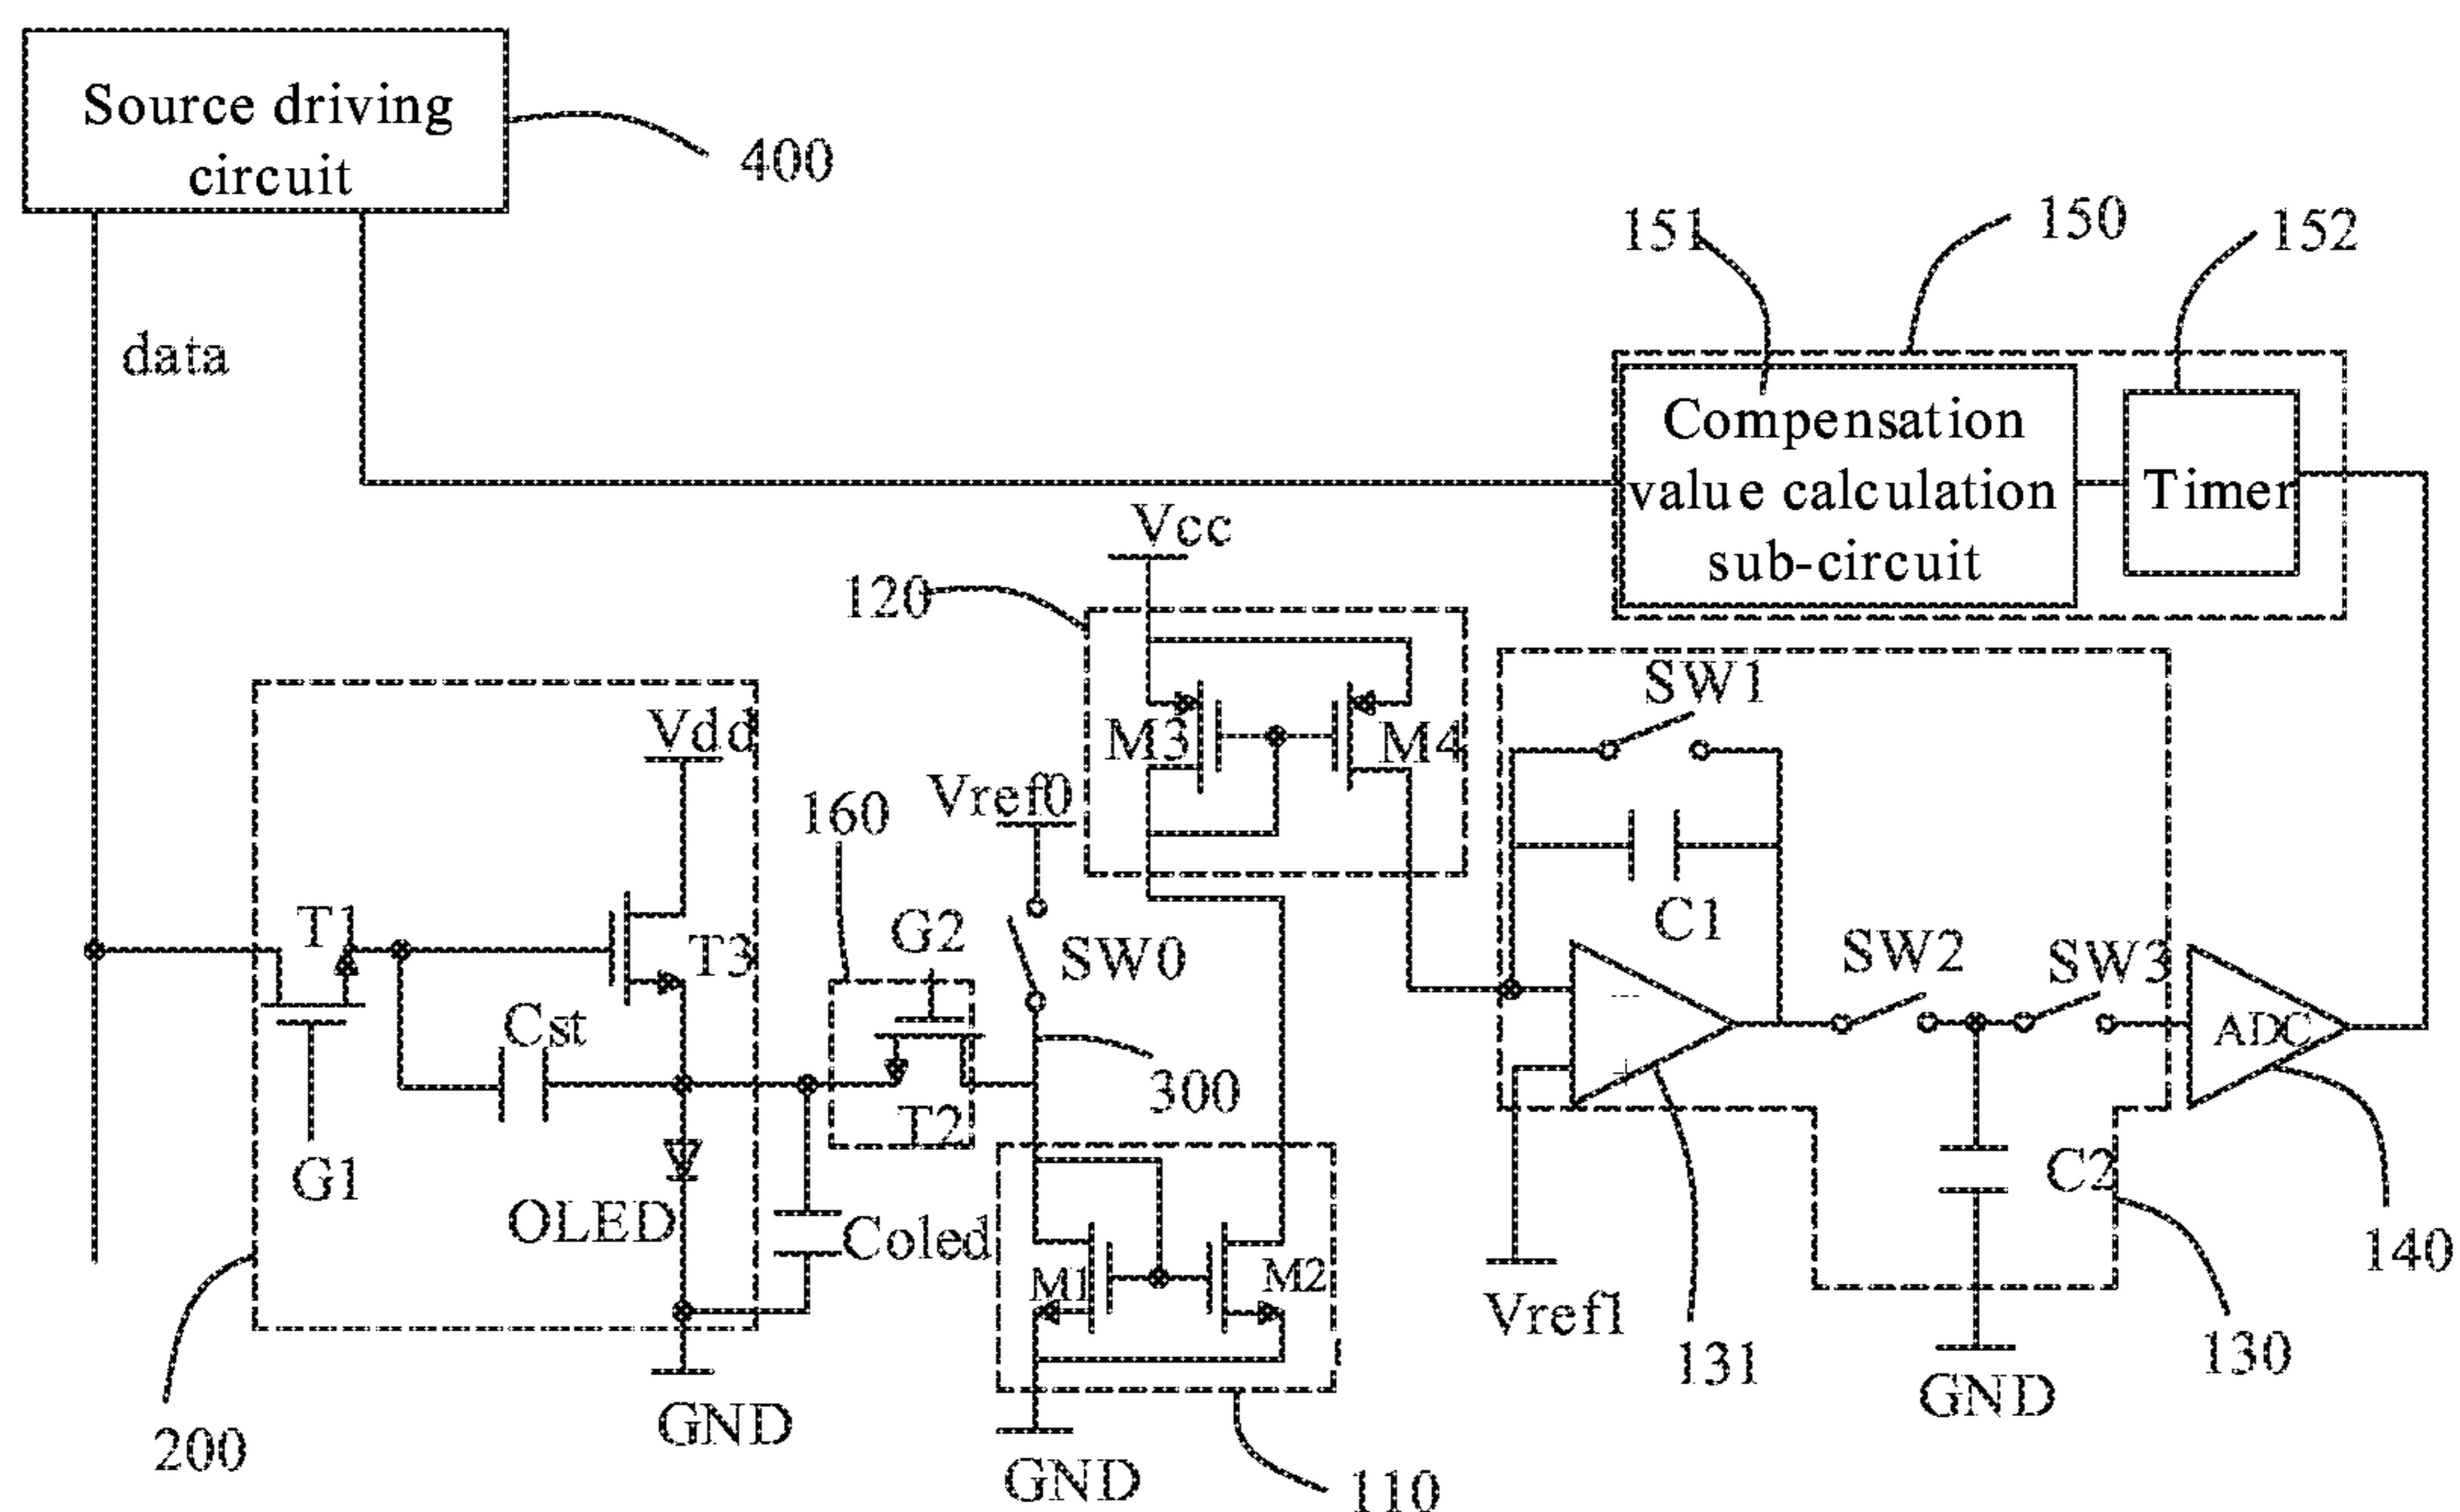 Source driving
circuit
400
data
151
150
152
Compensation
value calculation
sub-circuit
Timer
Vcc
120
M3
M4
SW1
C1
Vdd
160
Vref0
T1
T3
G2
SW0
SW2
SW3
ADC
-
+
Cst
T2
300
G1
OLED
Coled
M1
M2
C2
140
200
GND
GND
110
Vref1
131
GND
130